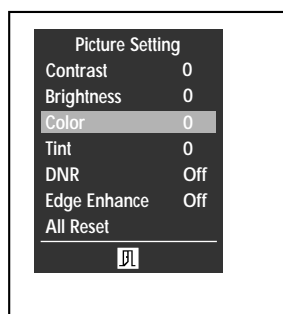 Picture Setting
Contrast 0
Brightness 0
Color 0
Tint 0
DNR Off
Edge Enhance Off
All Reset